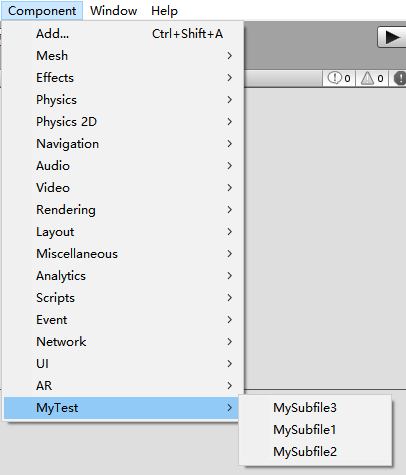 Component Window Help
Add... Ctrl+Shift+A
Mesh
Effects
Physics
Physics 2D
Navigation
Audio
Video
Rendering
Layout
Miscellaneous
Analytics
Scripts
Event
Network
UI
AR
MyTest
MySubfile3
MySubfile1
MySubfile2
0 0